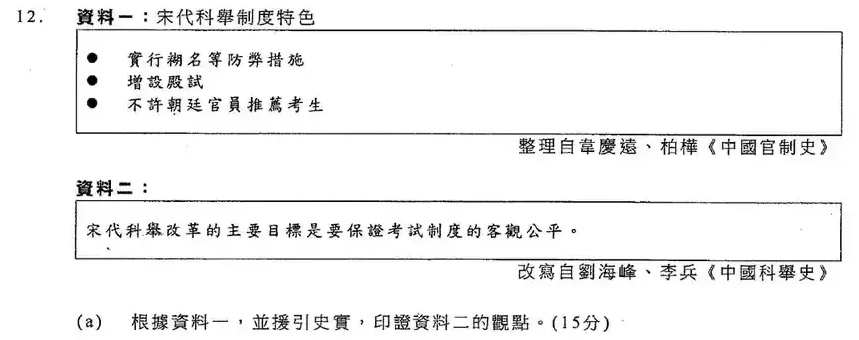 12. 資料一：宋代科舉制度特色
● 實行糊名等防弊措施
● 增設殿試
● 不許朝廷官員推薦考生
整理自韋慶遠、柏樺《中國官制史》
資料二：
宋代科舉改革的主要目標是要保證考試制度的客觀公平。
改寫自劉海峰、李兵《中國科舉史》
(a) 根據資料一，並援引史實，印證資料二的觀點。(15分)